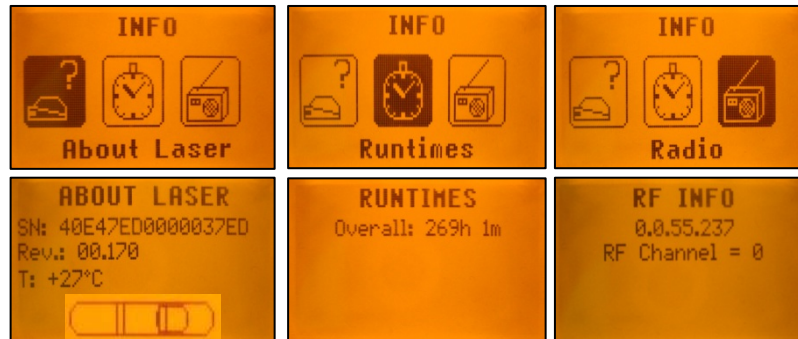 INFO
About Laser
INFO
Runtimes
INFO
Radio
ABOUT LASER
SN: 40E47ED0000037ED
Rev.: 00.170
T: +27°C
RUNTIMES
Overall: 269h 1m
RF INFO
0.0.55.237
RF Channel = 0